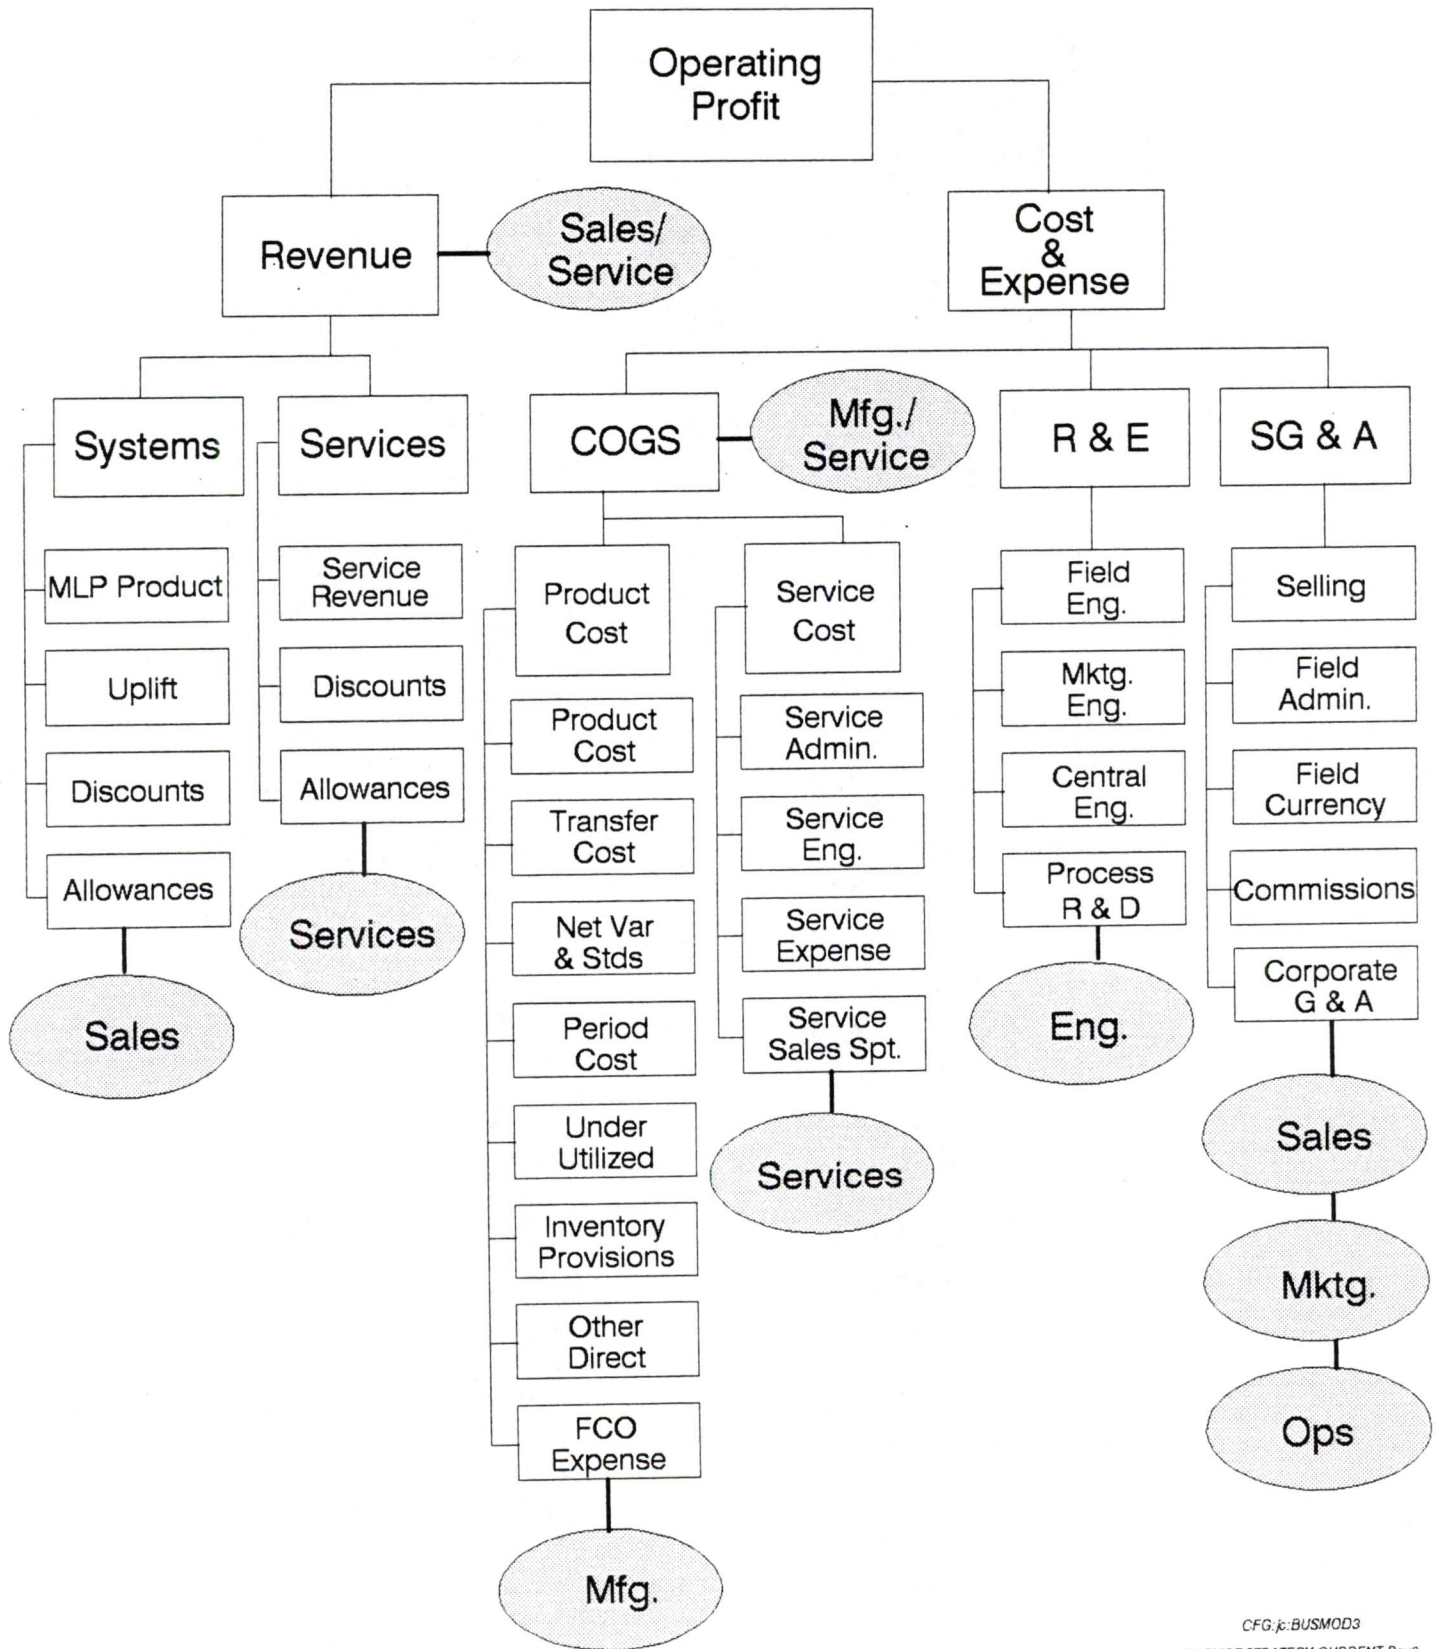 Operating
Profit
Revenue
Sales/
Service
Cost
&
Expense
Systems
MLP Product
Uplift
Discounts
Allowances
Sales
Services
Service
Revenue
Discounts
Allowances
Services
COGS
Mfg./
Service
Product
Cost
Product
Cost
Transfer
Cost
Net Var
& Stds
Period
Cost
Under
Utilized
Inventory
Provisions
Other
Direct
FCO
Expense
Mfg.
Service
Cost
Service
Admin.
Service
Eng.
Service
Expense
Service
Sales Spt.
Services
R & E
Field
Eng.
Mktg.
Eng.
Central
Eng.
Process
R & D
Eng.
SG & A
Selling
Field
Admin.
Field
Currency
Commissions
Corporate
G & A
Sales
Mktg.
Ops
CFG:jc:BUSMOD3